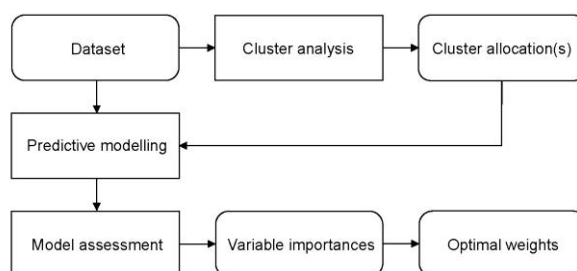 Dataset
Cluster analysis
Cluster allocation(s)
Predictive modelling
Model assessment
Variable importances
Optimal weights